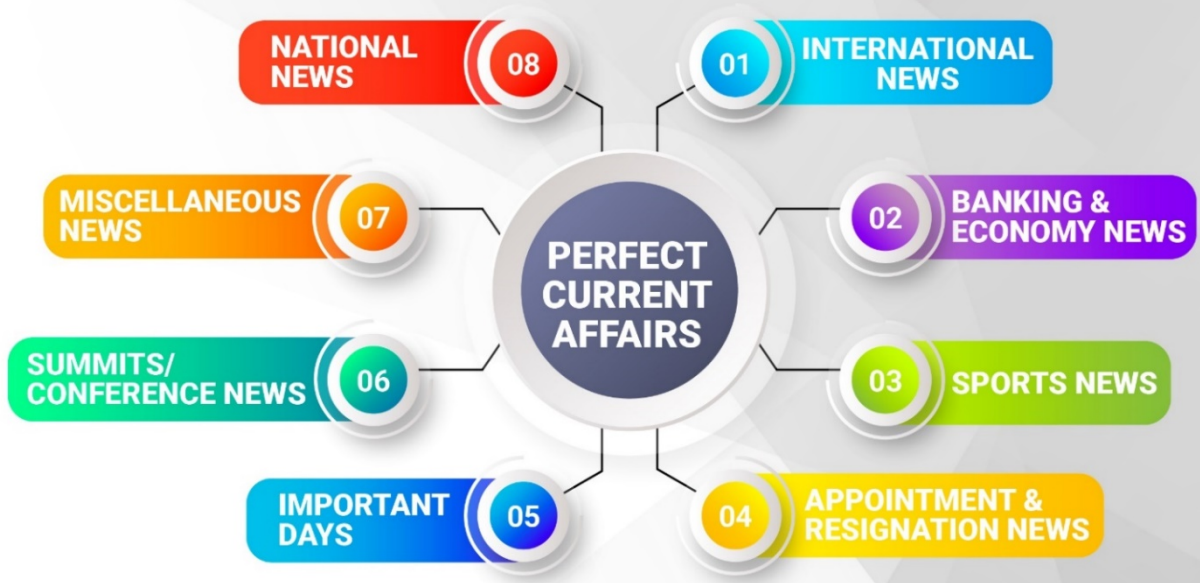 PERFECT
CURRENT
AFFAIRS
01
INTERNATIONAL
NEWS
02
BANKING &
ECONOMY NEWS
03
SPORTS NEWS
04
APPOINTMENT &
RESIGNATION NEWS
05
IMPORTANT
DAYS
06
SUMMITS/
CONFERENCE NEWS
07
MISCELLANEOUS
NEWS
08
NATIONAL
NEWS